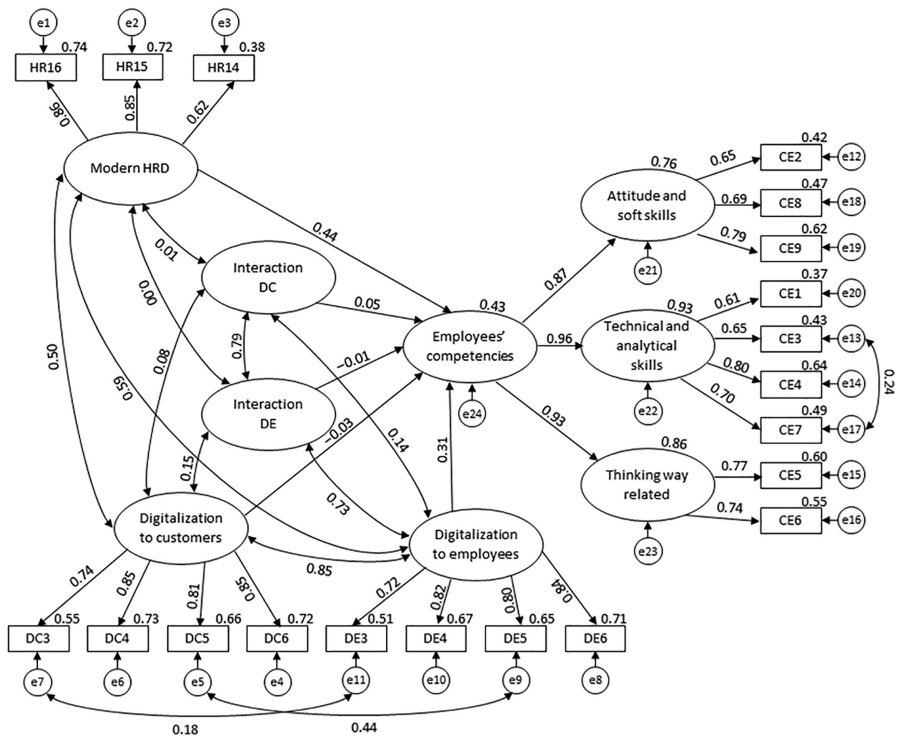 e1 e2 e3
0.74 0.72 0.38
HR16 HR15 HR14
0.86 0.85 0.62
Modern HRD
0.44
0.01
0.00
0.50
0.59
0.08
Interaction
DC
0.05
0.79
−0.01
Interaction
DE
−0.03
0.15
0.14
0.73
0.31
0.43
Employees’
competencies
e24
0.87
0.96
0.93
0.76
Attitude and
soft skills
e21
0.65
0.69
0.79
0.42
CE2 e12
0.47
CE8 e18
0.62
CE9 e19
0.93
Technical and
analytical
skills
e22
0.61
0.65
0.80
0.70
0.37
CE1 e20
0.43
CE3 e13
0.64
CE4 e14
0.49
CE7 e17
0.24
0.86
Thinking way
related
e23
0.77
0.74
0.60
CE5 e15
0.55
CE6 e16
Digitalization
to customers
0.85
Digitalization
to employees
0.74 0.85 0.81 0.85 0.72 0.82 0.80 0.84
0.55 0.73 0.66 0.72 0.51 0.67 0.65 0.71
DC3 DC4 DC5 DC6 DE3 DE4 DE5 DE6
e7 e6 e5 e4 e11 e10 e9 e8
0.18 0.44